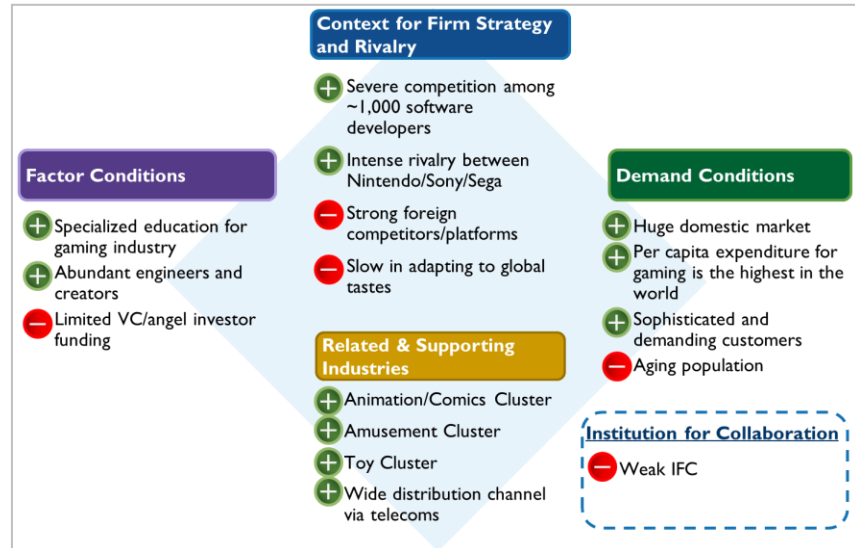 Context for Firm Strategy
and Rivalry
Severe competition among
~1,000 software
developers
Intense rivalry between
Nintendo/Sony/Sega
Strong foreign
competitors/platforms
Slow in adapting to global
tastes
Factor Conditions
Specialized education for
gaming industry
Abundant engineers and
creators
Limited VC/angel investor
funding
Demand Conditions
Huge domestic market
Per capita expenditure for
gaming is the highest in the
world
Sophisticated and
demanding customers
Aging population
Related & Supporting
Industries
Animation/Comics Cluster
Amusement Cluster
Toy Cluster
Wide distribution channel
via telecoms
Institution for Collaboration
Weak IFC